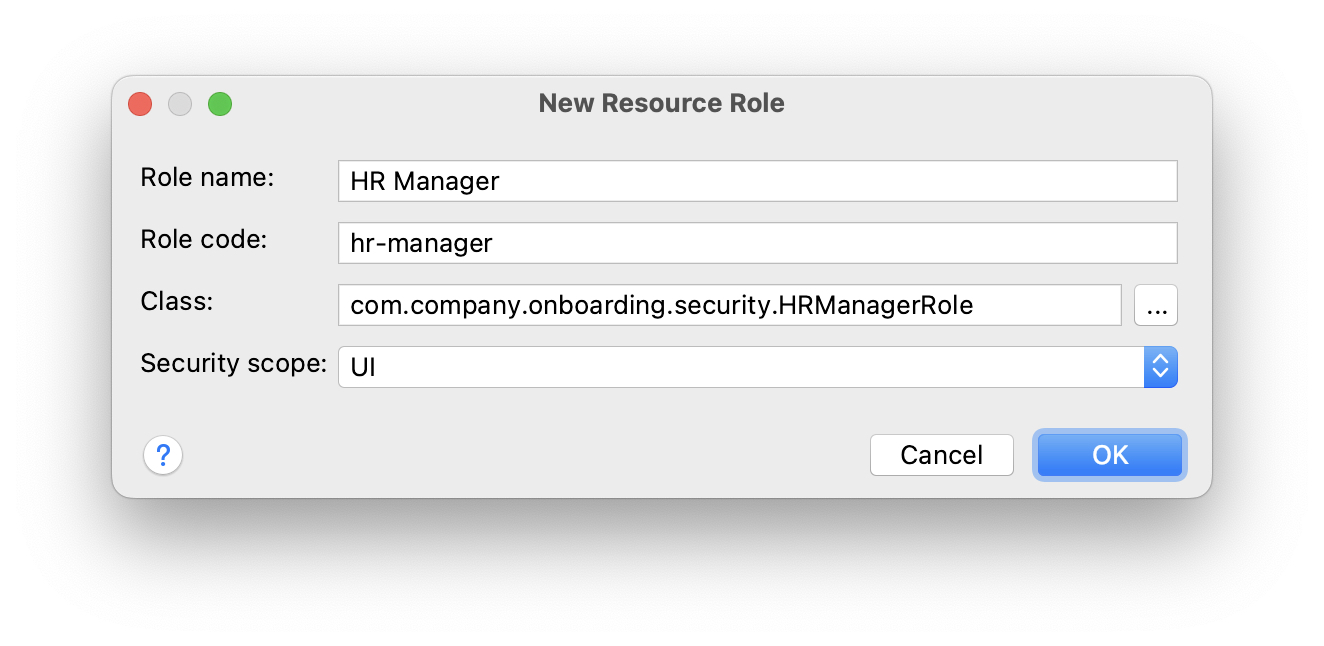 New Resource Role
Role name: HR Manager
Role code: hr-manager
Class: com.company.onboarding.security.HRManagerRole ...
Security scope: UI
? Cancel OK